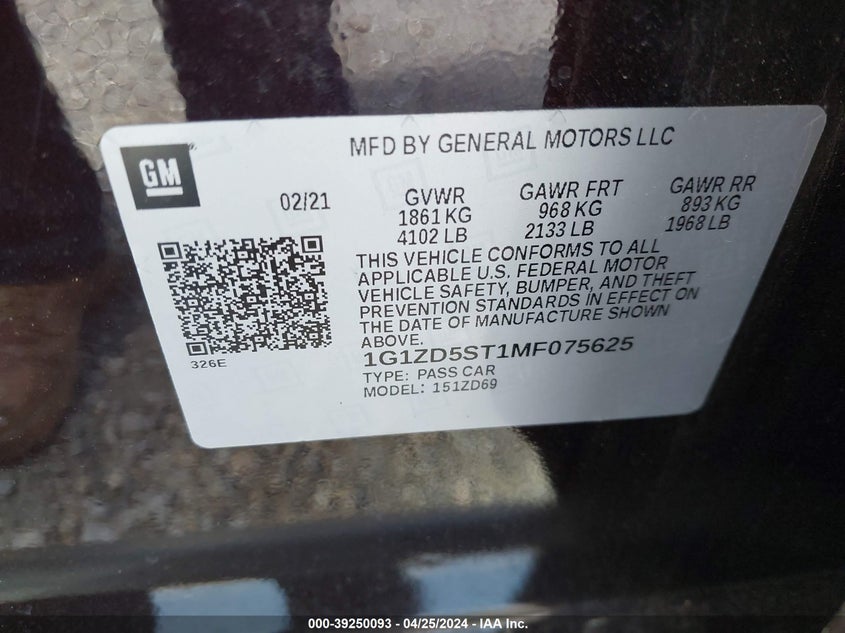 GM
MFD BY GENERAL MOTORS LLC
02/21
GVWR
1861 KG
4102 LB
GAWR FRT
968 KG
2133 LB
GAWR RR
893 KG
1968 LB
THIS VEHICLE CONFORMS TO ALL
APPLICABLE U.S. FEDERAL MOTOR
VEHICLE SAFETY, BUMPER, AND THEFT
PREVENTION STANDARDS IN EFFECT ON
THE DATE OF MANUFACTURE SHOWN
ABOVE.
1G1ZD5ST1MF075625
TYPE: PASS CAR
MODEL: 151ZD69
326E
000-39250093 - 04/25/2024 - IAA Inc.